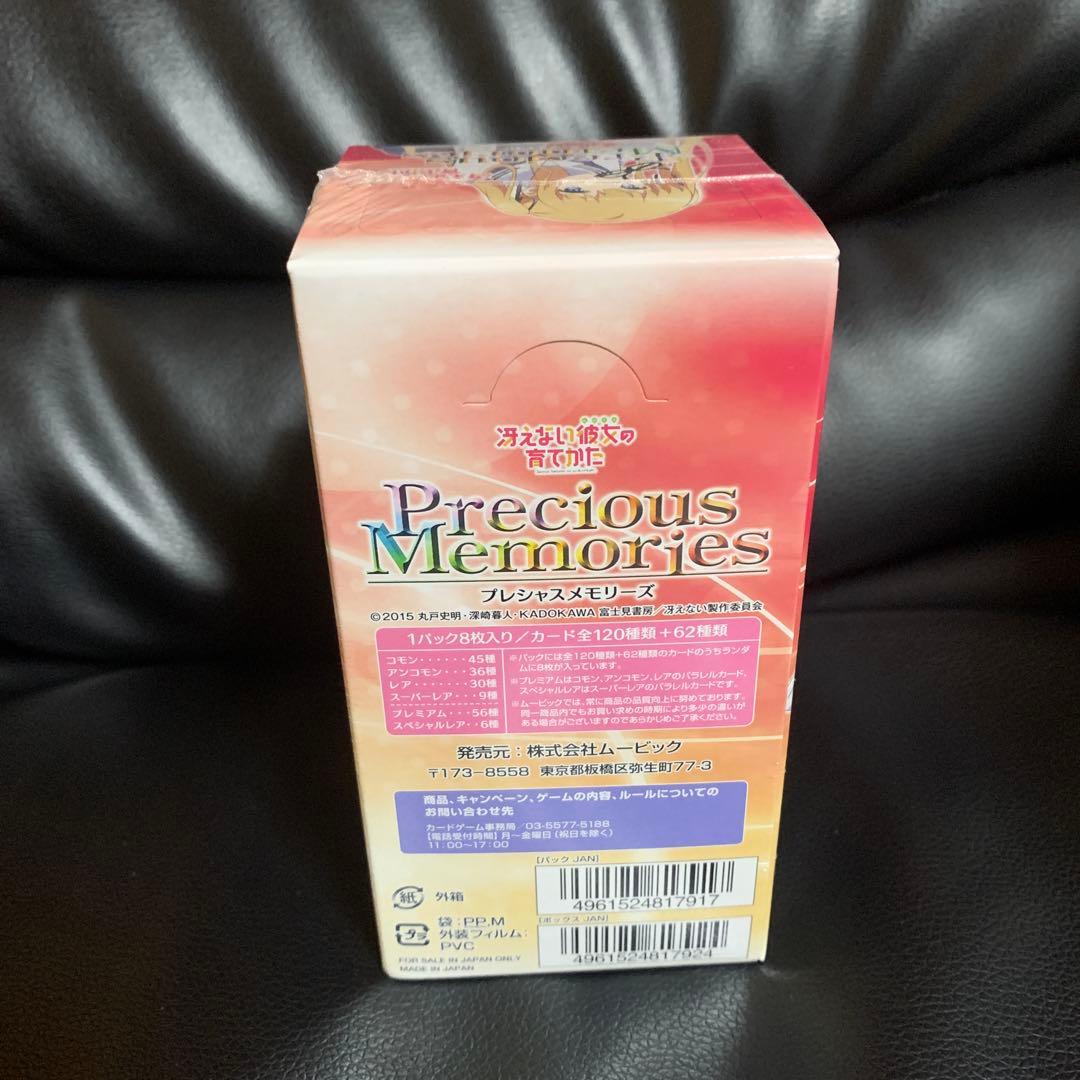 冴えない彼女の
育てかた
Precious
Memories
プレシャスメモリーズ
©2015 丸戸史明・深崎暮人・KADOKAWA 富士見書房／冴えない製作委員会
1パック8枚入り／カード全120種類＋62種類
コモン・・・・・・45種
アンコモン・・・36種
レア・・・・・・・30種
スーパーレア・・・9種
プレミアム・・・56種
スペシャルレア・・6種
※パックには全120種類+62種類のカードのうちランダ
ムに8枚が入っています。
※プレミアムはコモン、アンコモン、レアのパラレルカード、
スペシャルレアはスーパーレアのパラレルカードです。
※ムービックでは、常に商品の品質向上に努めております。
同一商品内でもお買い求めの時期により多少の違いが
ある場合がございますのであらかじめご了承ください。
発売元：株式会社ムービック
〒173-8558 東京都板橋区弥生町77-3
商品、キャンペーン、ゲームの内容、ルールについての
お問い合わせ先
カードゲーム事務局／03-5577-5188
【電話受付時間】月～金曜日（祝日を除く）
11:00～17:00
[パック JAN]
4961524817917
紙 外箱
[ボックス JAN]
4961524817924
プラ
袋：PP,M
外装フィルム：
PVC
FOR SALE IN JAPAN ONLY
MADE IN JAPAN